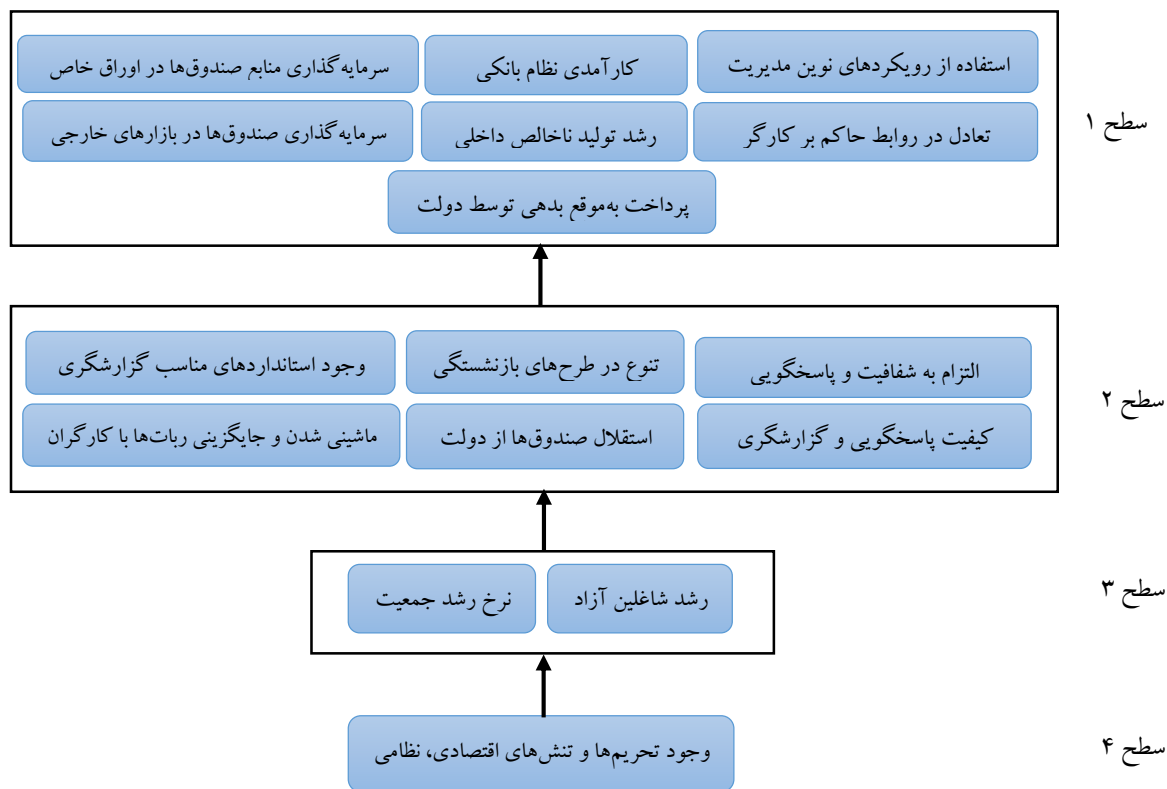 استفاده از رویکردهای نوین مدیریت
کارآمدی نظام بانکی
سرمایه‌گذاری منابع صندوق‌ها در اوراق خاص
سطح ۱
تعادل در روابط حاکم بر کارگر
رشد تولید ناخالص داخلی
سرمایه‌گذاری صندوق‌ها در بازارهای خارجی
پرداخت به‌موقع بدهی توسط دولت
التزام به شفافیت و پاسخگویی
تنوع در طرح‌های بازنشستگی
وجود استانداردهای مناسب گزارشگری
سطح ۲
کیفیت پاسخگویی و گزارشگری
استقلال صندوق‌ها از دولت
ماشینی شدن و جایگزینی ربات‌ها با کارگران
سطح ۳
رشد شاغلین آزاد
نرخ رشد جمعیت
سطح ۴
وجود تحریم‌ها و تنش‌های اقتصادی، نظامی